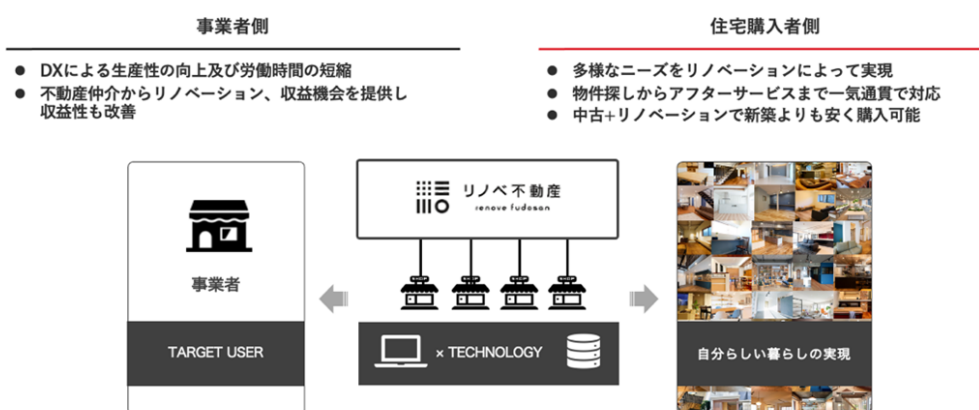 事業者側
● DXによる生産性の向上及び労働時間の短縮
● 不動産仲介からリノベーション、収益機会を提供し
収益性も改善
住宅購入者側
● 多様なニーズをリノベーションによって実現
● 物件探しからアフターサービスまで一気通貫で対応
● 中古+リノベーションで新築よりも安く購入可能
事業者
TARGET USER
リノベ不動産
renove fudosan
SHOP SHOP SHOP SHOP
× TECHNOLOGY
自分らしい暮らしの実現